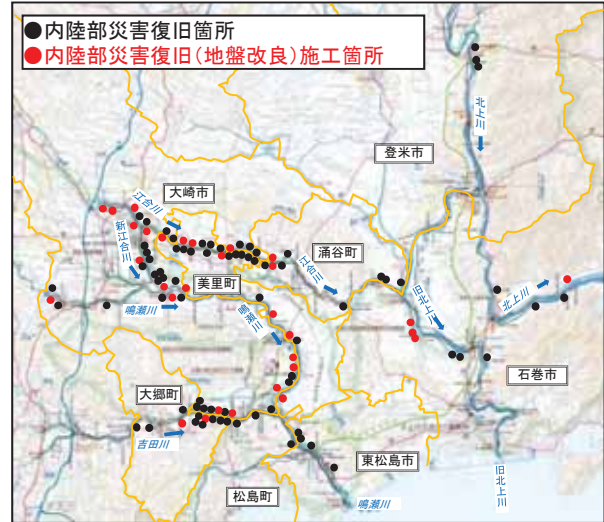 ●内陸部災害復旧箇所
●内陸部災害復旧(地盤改良)施工箇所
北上川
登米市
大崎市
江合川
新江合川
涌谷町
江合川
美里町
北上川
鳴瀬川
鳴瀬川
旧北上川
石巻市
大郷町
吉田川
東松島市
松島町
旧北上川
鳴瀬川